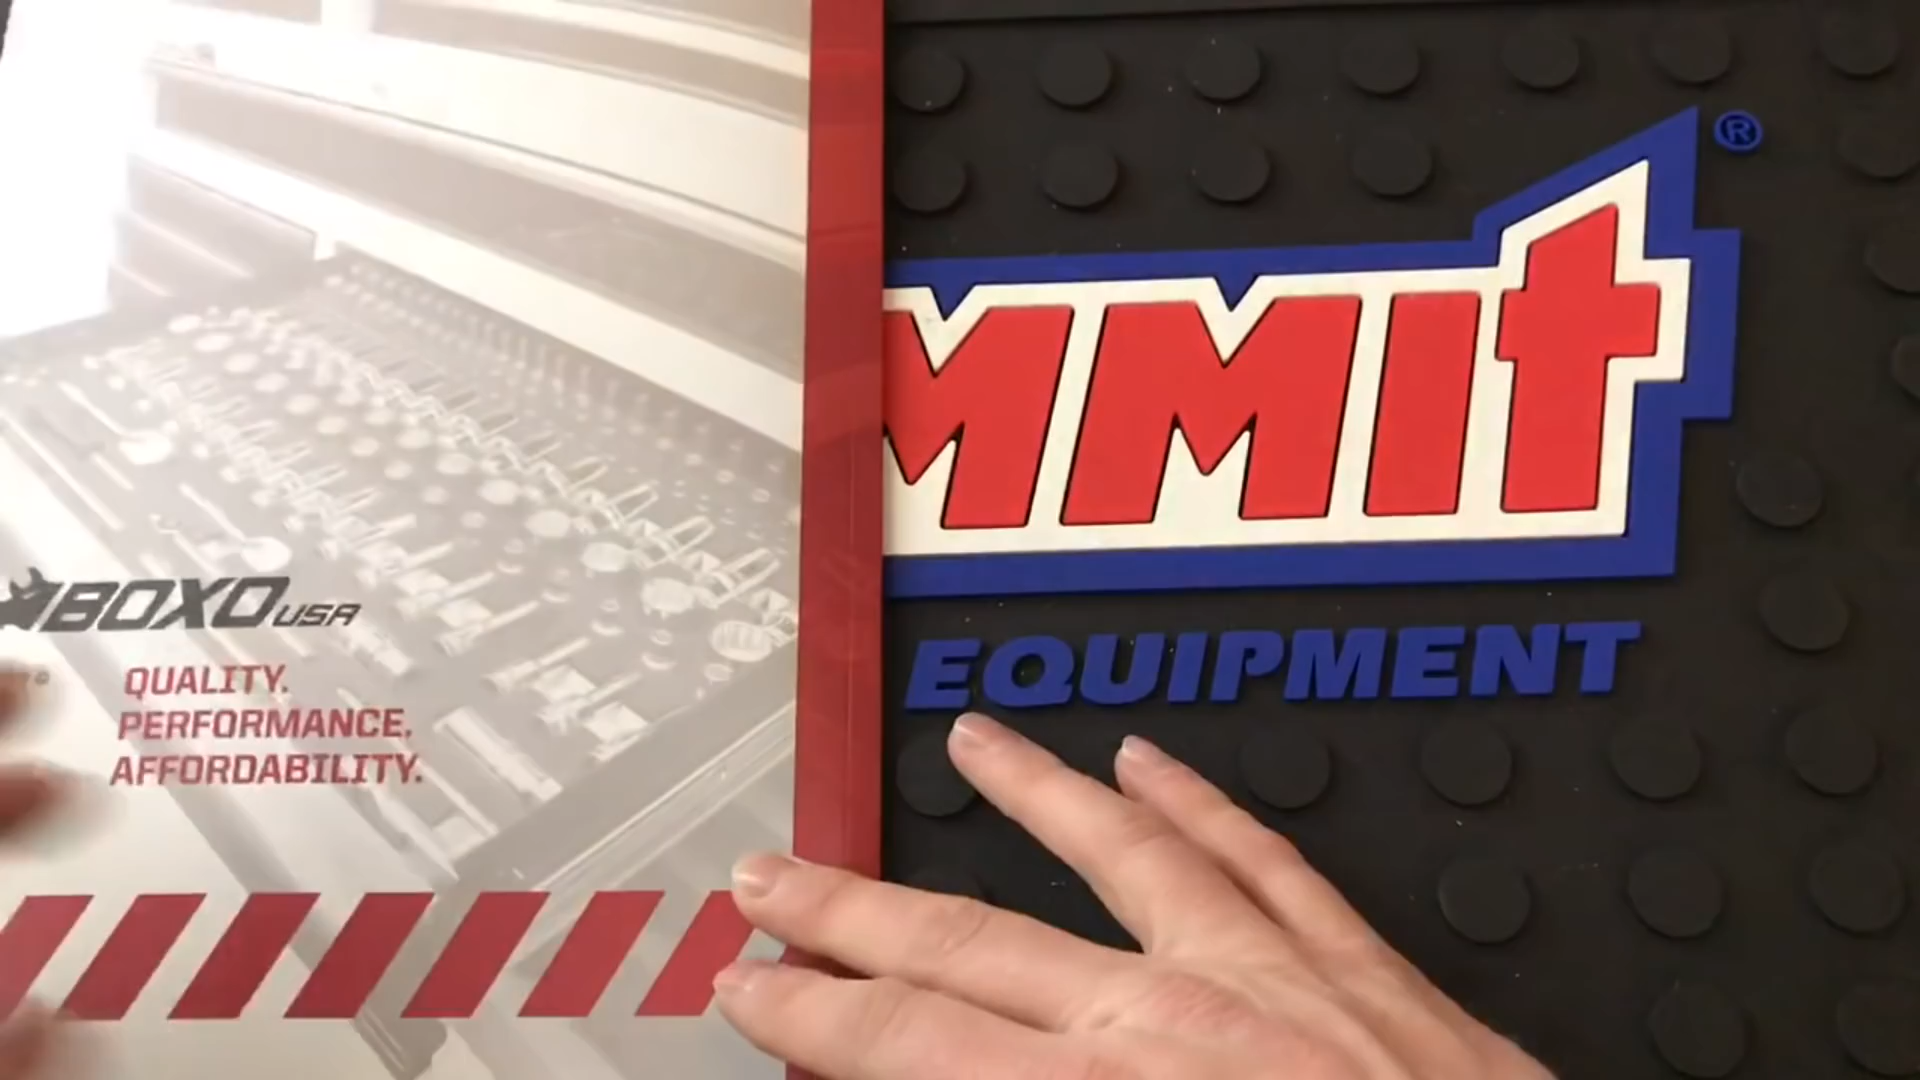 BOXO USA
QUALITY.
PERFORMANCE.
AFFORDABILITY.
MMIt ®
EQUIPMENT